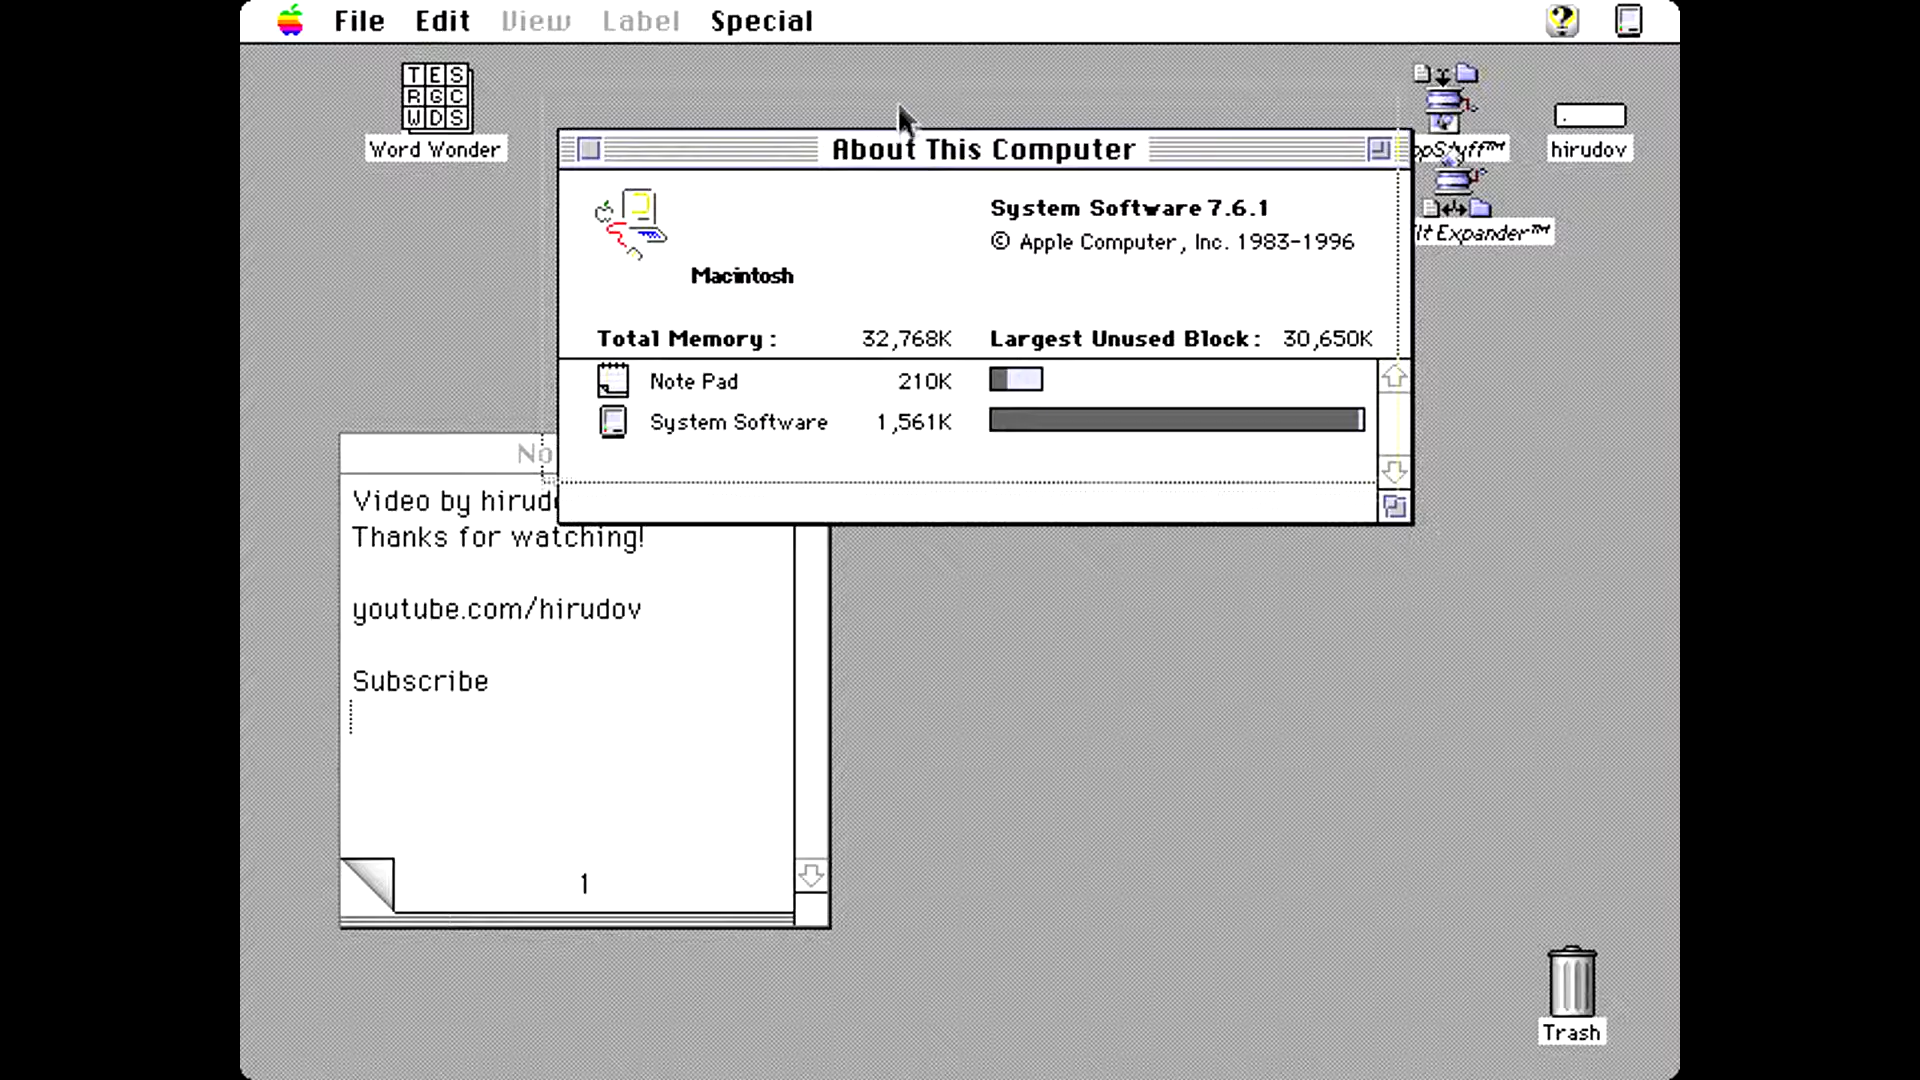 File Edit View Label Special
TES
RGC
WDS
Word Wonder
About This Computer
hirudov
System Software 7.6.1
© Apple Computer, Inc. 1983-1996
Expander™
Macintosh
Total Memory: 32,768K Largest Unused Block: 30,650K
Note Pad 210K
System Software 1,561K
No
Video by hirud
Thanks for watching!
youtube.com/hirudov
Subscribe
1
Trash